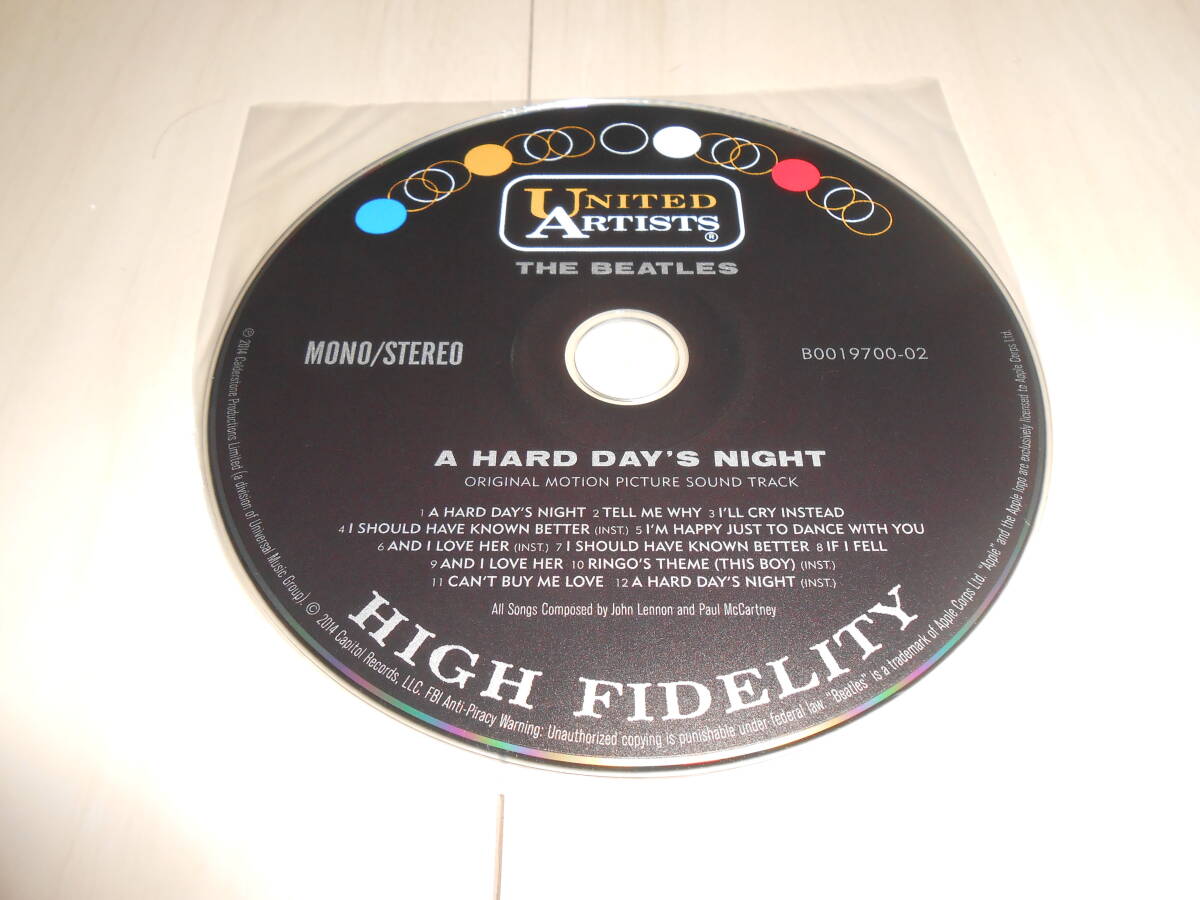 UNITED
ARTISTS®
THE BEATLES
MONO/STEREO
B0019700-02
A HARD DAY'S NIGHT
ORIGINAL MOTION PICTURE SOUND TRACK
1 A HARD DAY'S NIGHT 2 TELL ME WHY 3 I'LL CRY INSTEAD
4 I SHOULD HAVE KNOWN BETTER (INST.) 5 I'M HAPPY JUST TO DANCE WITH YOU
6 AND I LOVE HER (INST.) 7 I SHOULD HAVE KNOWN BETTER 8 IF I FELL
9 AND I LOVE HER 10 RINGO'S THEME (THIS BOY) (INST.)
11 CAN'T BUY ME LOVE 12 A HARD DAY'S NIGHT (INST.)
All Songs Composed by John Lennon and Paul McCartney
HIGH FIDELITY
℗ 2014 Calderstone Productions Limited (a division of Universal Music Group). © 2014 Capitol Records, LLC. FBI Anti-Piracy Warning: Unauthorized copying is punishable under federal law. "Beatles" is a trademark of Apple Corps Ltd. "Apple" and the Apple logo are exclusively licensed to Apple Corps Ltd.